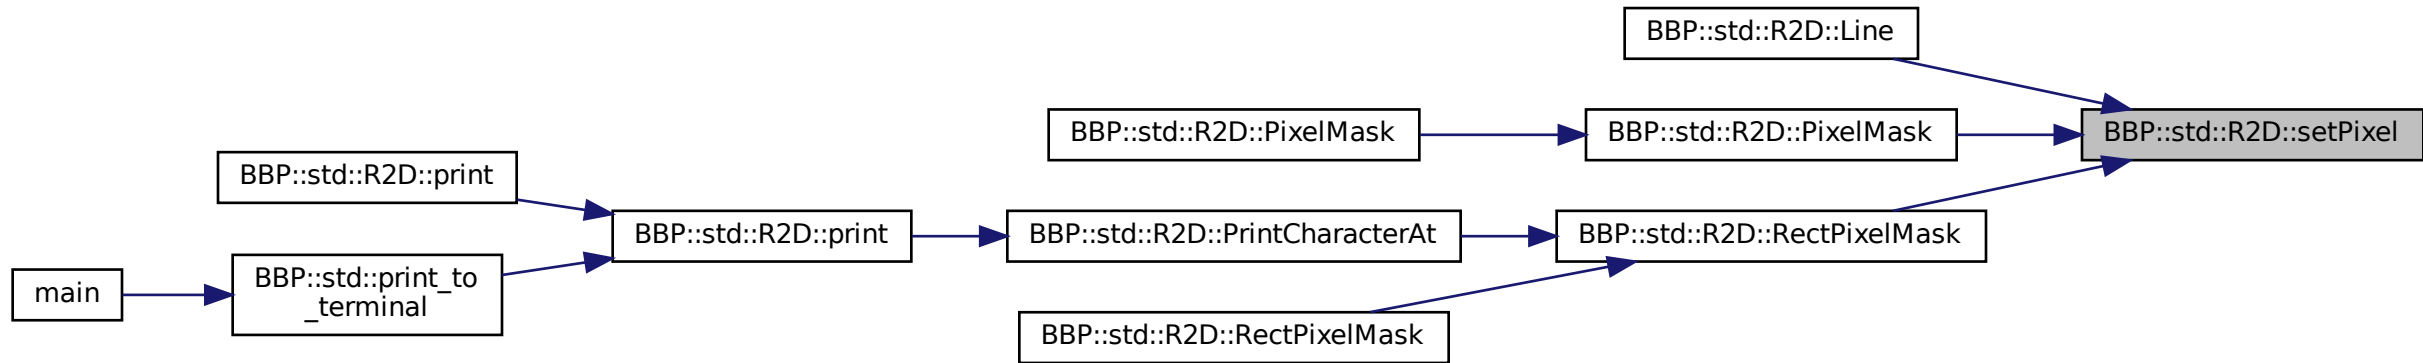 BBP::std::R2D::Line
BBP::std::R2D::PixelMask
BBP::std::R2D::PixelMask
BBP::std::R2D::setPixel
BBP::std::R2D::print
BBP::std::R2D::print
BBP::std::R2D::PrintCharacterAt
BBP::std::R2D::RectPixelMask
main
BBP::std::print_to
_terminal
BBP::std::R2D::RectPixelMask